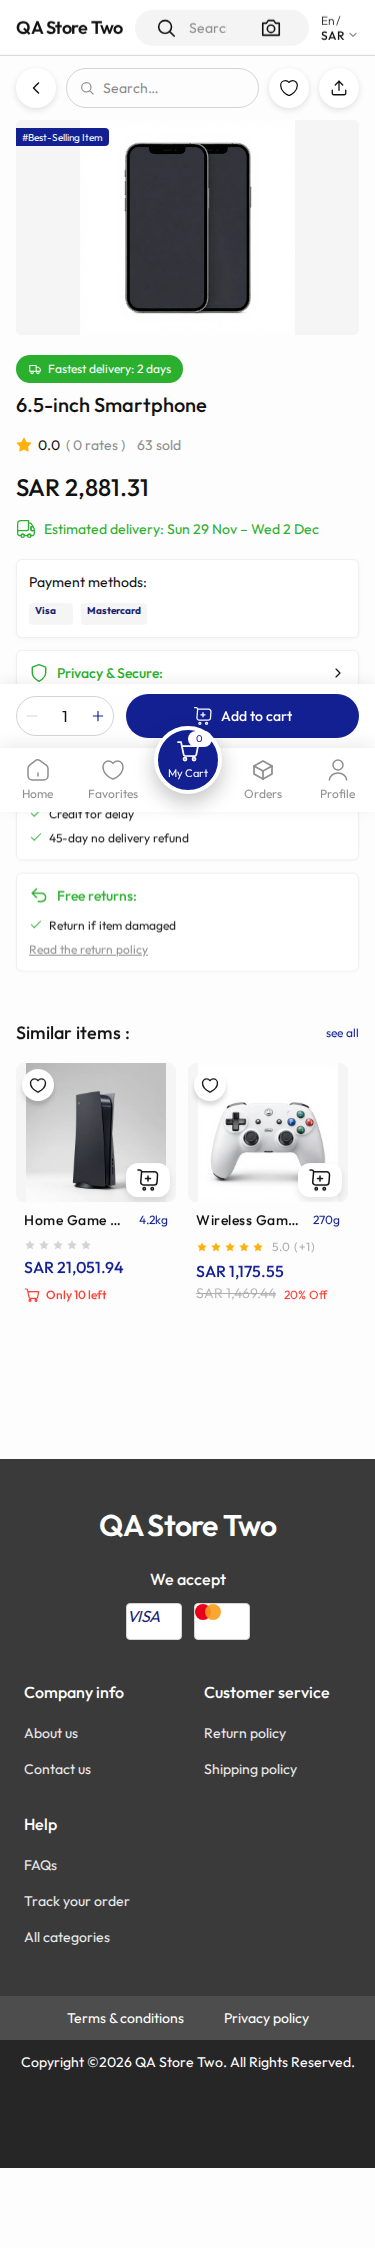 QA Store Two
Searc
En/
SAR
Search...
#Best-Selling Item
Fastest delivery: 2 days
6.5-inch Smartphone
0.0 ( 0 rates ) 63 sold
SAR 2,881.31
Estimated delivery: Sun 29 Nov – Wed 2 Dec
Payment methods:
Visa Mastercard
Privacy & Secure:
1 Add to cart
0
My Cart
Home Favorites Orders Profile
Credit for delay
45-day no delivery refund
Free returns:
Return if item damaged
Read the return policy
Similar items : see all
Home Game ... 4.2kg
SAR 21,051.94
Only 10 left
Wireless Gam... 270g
5.0 (+1)
SAR 1,175.55
SAR 1,469.44 20% Off
QA Store Two
We accept
VISA
Company info
About us
Contact us
Customer service
Return policy
Shipping policy
Help
FAQs
Track your order
All categories
Terms & conditions Privacy policy
Copyright ©2026 QA Store Two. All Rights Reserved.